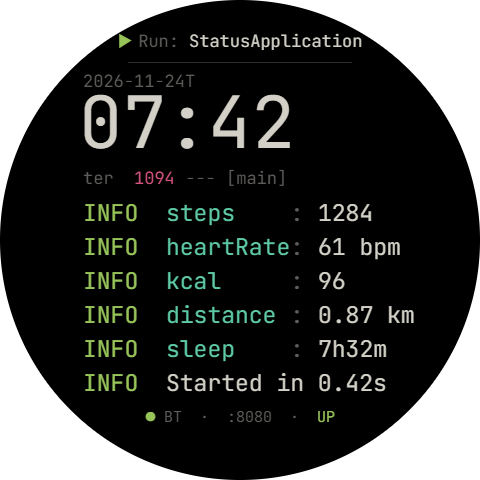 Run: StatusApplication
2026-11-24T
07:42
ter 1094 --- [main]
INFO steps : 1284
INFO heartRate: 61 bpm
INFO kcal : 96
INFO distance : 0.87 km
INFO sleep : 7h32m
INFO Started in 0.42s
BT · :8080 · UP